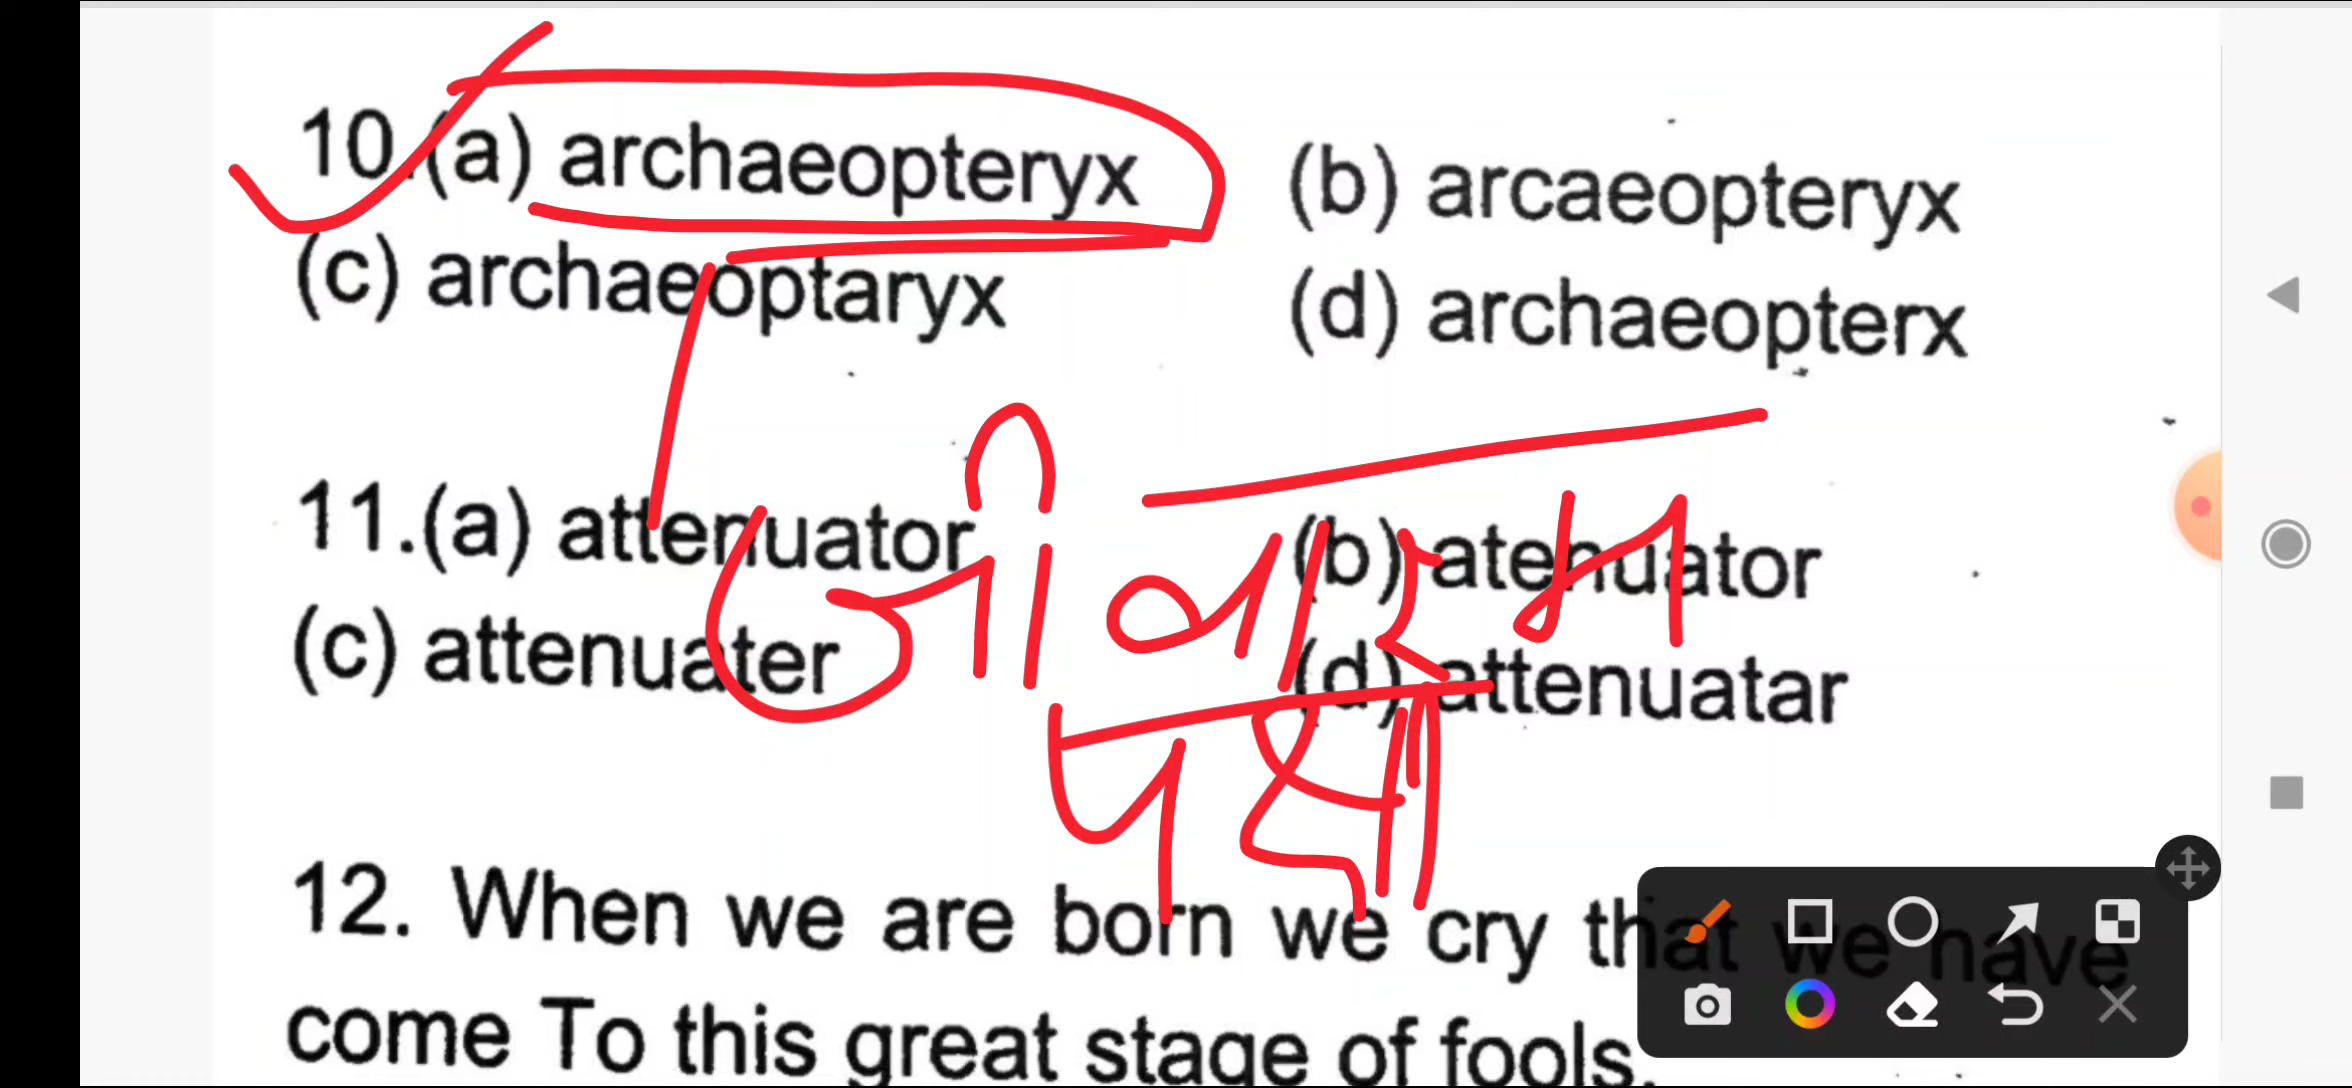 10.(a) archaeopteryx (b) arcaeopteryx
(c) archaeoptaryx (d) archaeopterx
11.(a) attenuator (b) atenuator
(c) attenuater (d) attenuatar
जीवाश्म
पक्षी
12. When we are born we cry that we have
come To this great stage of fools.